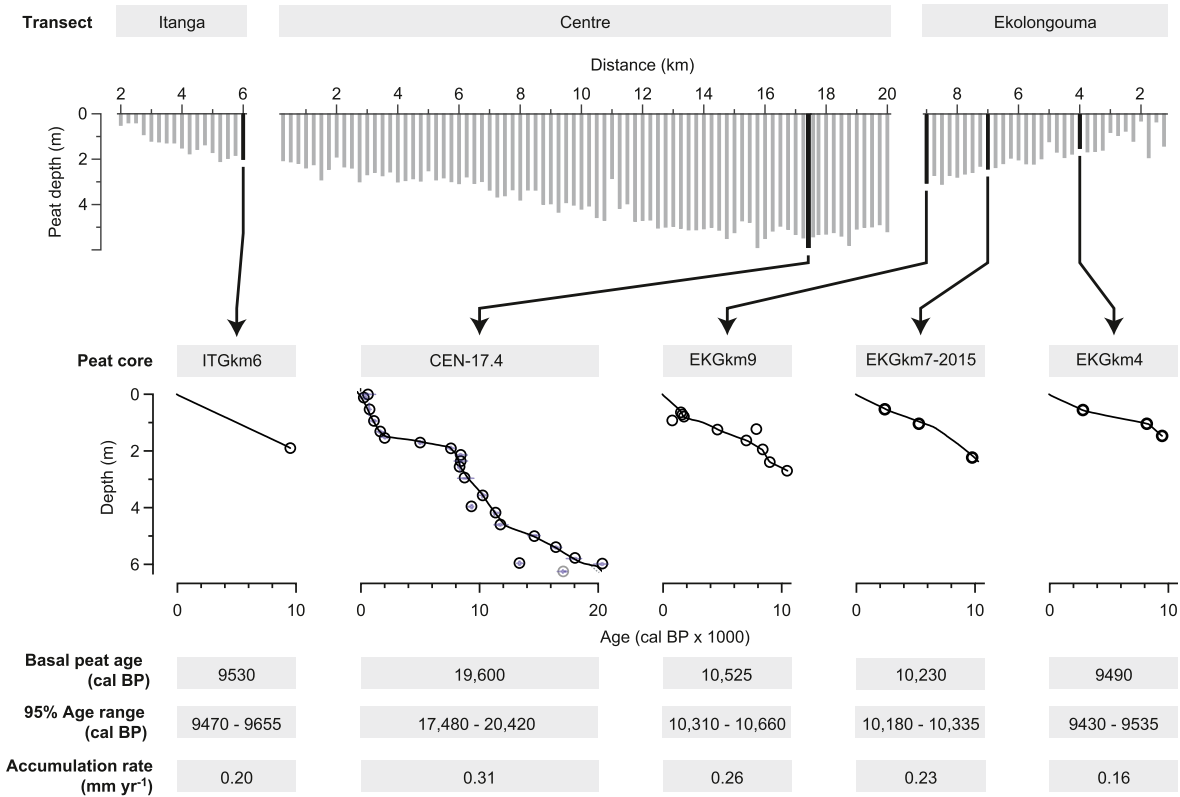 Transect Itanga Centre Ekolongouma
Distance (km)
2 4 6 2 4 6 8 10 12 14 16 18 20 8 6 4 2
Peat depth (m)
0
2
4
Peat core ITGkm6 CEN-17.4 EKGkm9 EKGkm7-2015 EKGkm4
Depth (m)
0
2
4
6
0 10 0 10 20 0 10 0 10 0 10
Age (cal BP x 1000)
Basal peat age
(cal BP) 9530 19,600 10,525 10,230 9490
95% Age range
(cal BP) 9470 - 9655 17,480 - 20,420 10,310 - 10,660 10,180 - 10,335 9430 - 9535
Accumulation rate
(mm yr⁻¹) 0.20 0.31 0.26 0.23 0.16